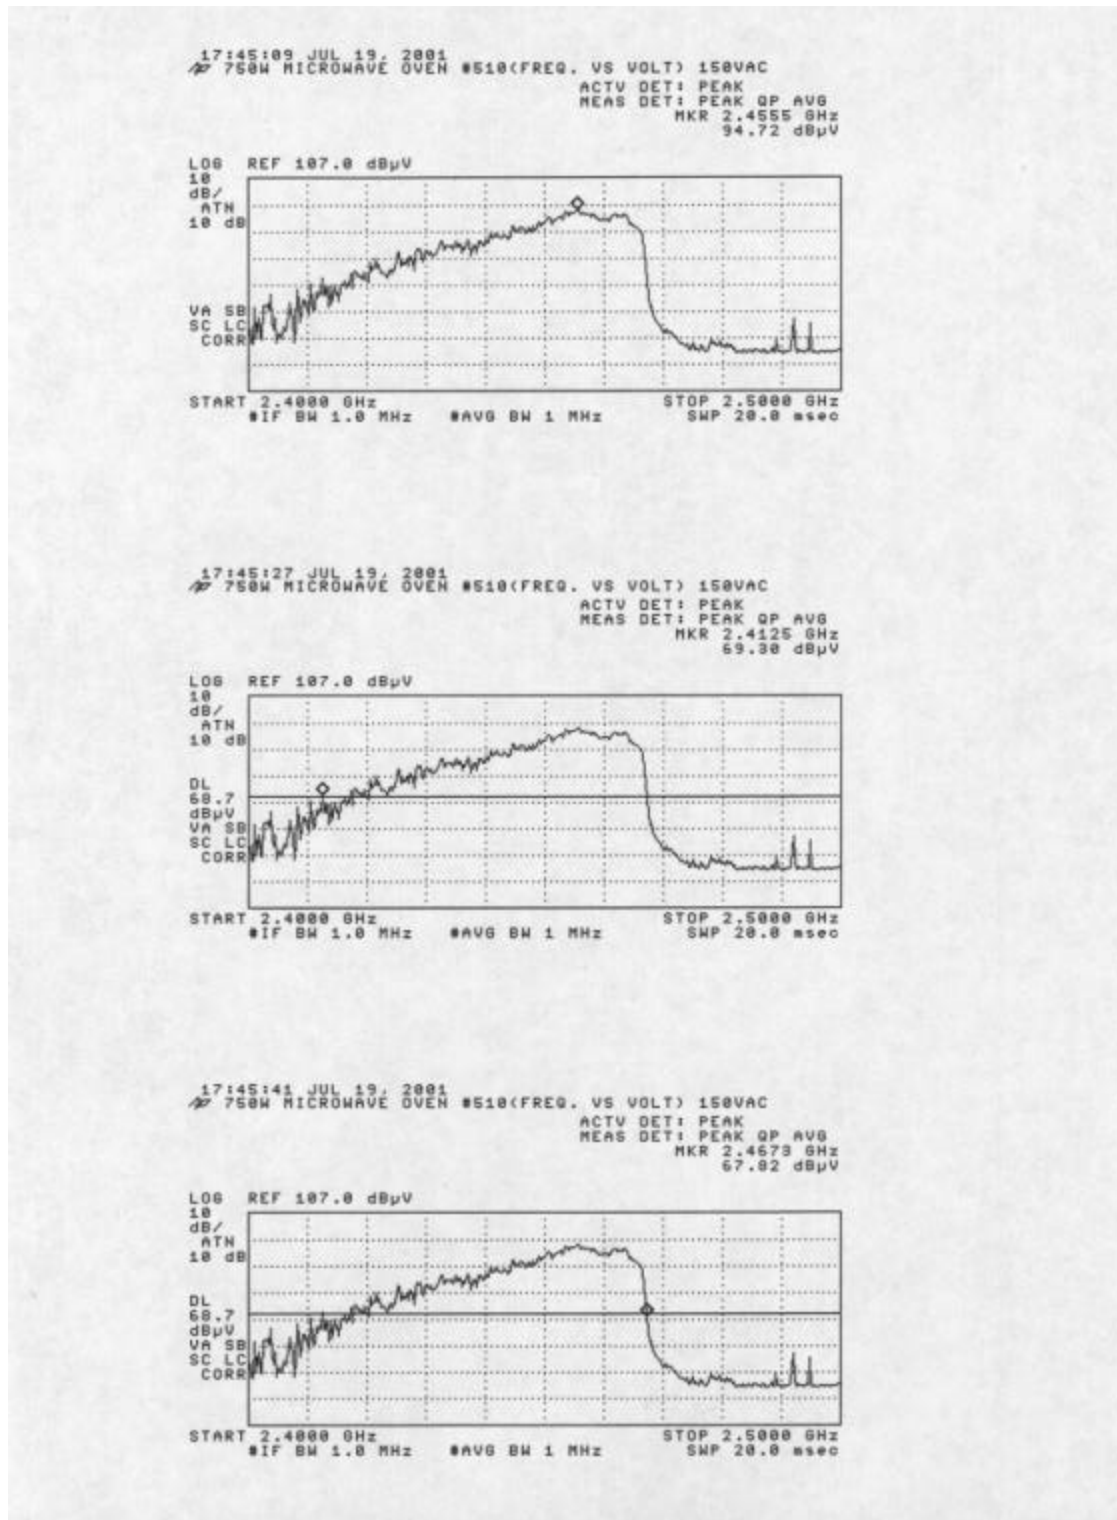 17:45:09 JUL 19, 2001
750W MICROWAVE OVEN #510(FREQ. VS VOLT) 150VAC
ACTV DET: PEAK
MEAS DET: PEAK QP AVG
MKR 2.4555 GHz
94.72 dBµV
LOG REF 107.0 dBµV
10
dB/
ATN
10 dB
VA SB
SC LC
CORR
START 2.4000 GHz STOP 2.5000 GHz
#IF BW 1.0 MHz #AVG BW 1 MHz SWP 20.0 msec
17:45:27 JUL 19, 2001
750W MICROWAVE OVEN #510(FREQ. VS VOLT) 150VAC
ACTV DET: PEAK
MEAS DET: PEAK QP AVG
MKR 2.4125 GHz
69.30 dBµV
LOG REF 107.0 dBµV
10
dB/
ATN
10 dB
DL
68.7
dBµV
VA SB
SC LC
CORR
START 2.4000 GHz STOP 2.5000 GHz
#IF BW 1.0 MHz #AVG BW 1 MHz SWP 20.0 msec
17:45:41 JUL 19, 2001
750W MICROWAVE OVEN #510(FREQ. VS VOLT) 150VAC
ACTV DET: PEAK
MEAS DET: PEAK QP AVG
MKR 2.4673 GHz
67.82 dBµV
LOG REF 107.0 dBµV
10
dB/
ATN
10 dB
DL
68.7
dBµV
VA SB
SC LC
CORR
START 2.4000 GHz STOP 2.5000 GHz
#IF BW 1.0 MHz #AVG BW 1 MHz SWP 20.0 msec